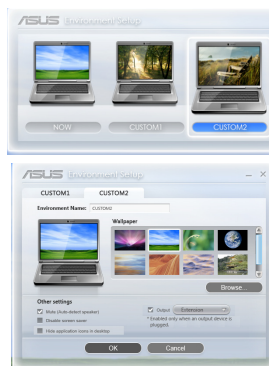 ASUS Environment Setup
NOW
CUSTOM1
CUSTOM2
ASUS Environment Setup
CUSTOM1
CUSTOM2
Environment Name: CUSTOM2
Wallpaper
Browse...
Other settings
Mute (Auto-detect speaker)
Disable screen saver
Hide application icons in desktop
Output Extension
* Enabled only when an output device is
plugged.
OK
Cancel